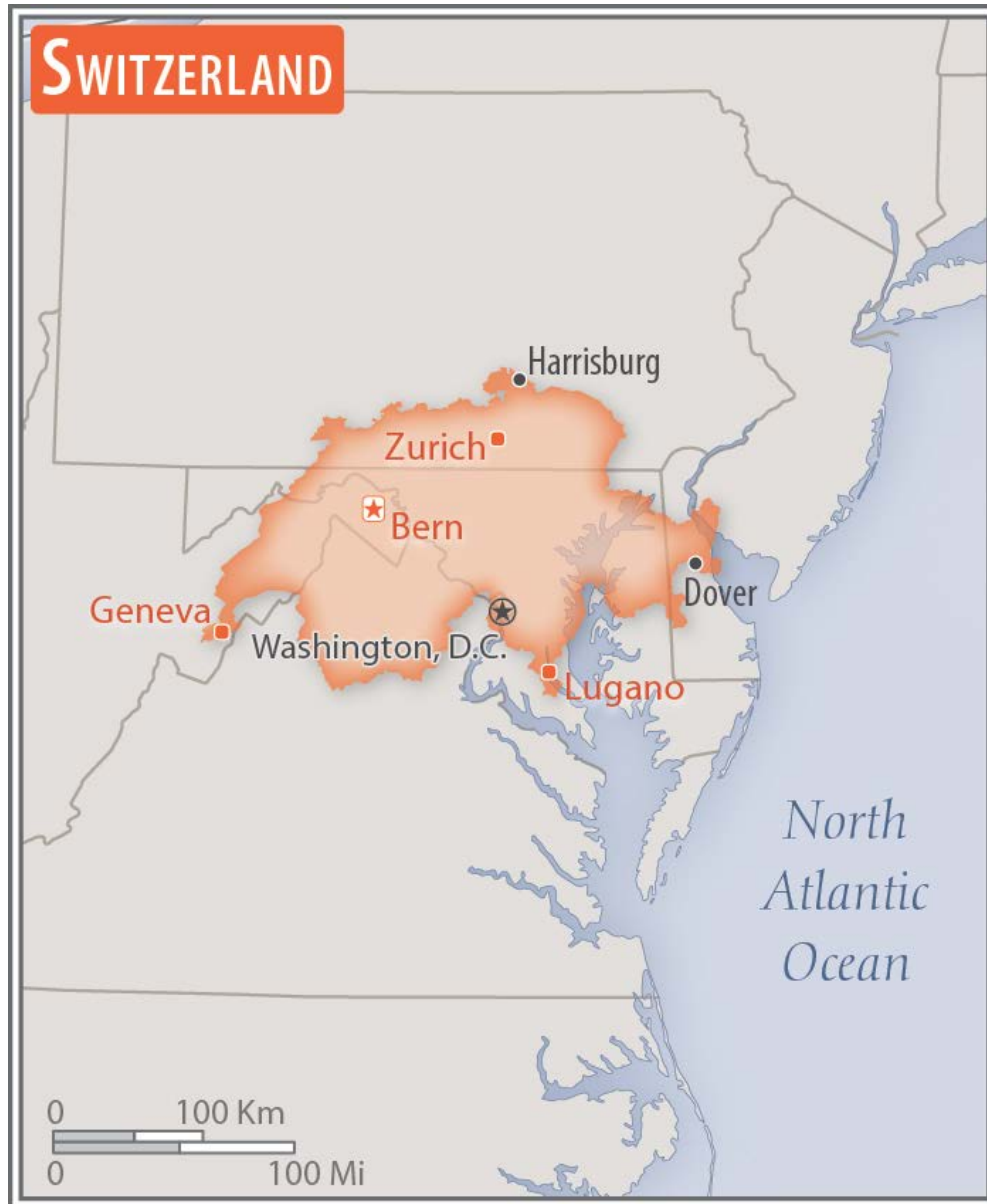 SWITZERLAND
Harrisburg
Zurich
Bern
Geneva
Dover
Washington, D.C.
Lugano
North
Atlantic
Ocean
0 100 Km
0 100 Mi